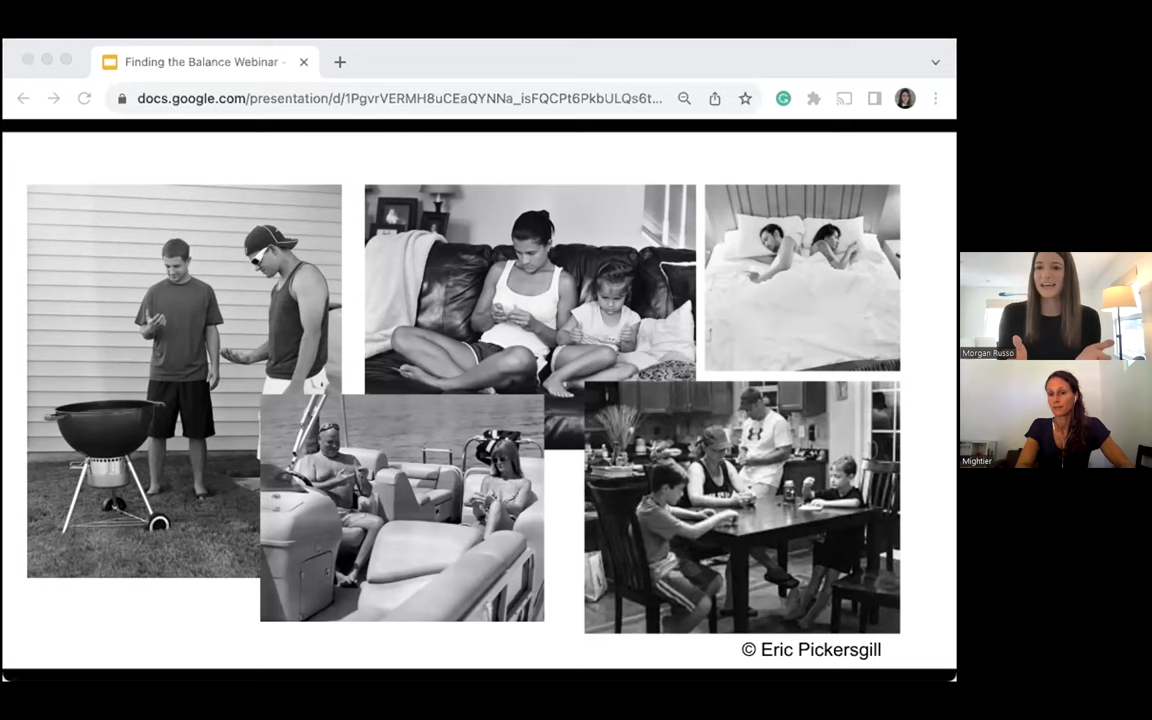 Finding the Balance Webinar -
docs.google.com/presentation/d/1PgvrVERMH8uCEaQYNNa_isFQCPt6PkbULQs6t...
Morgan Russo
Mightier
© Eric Pickersgill